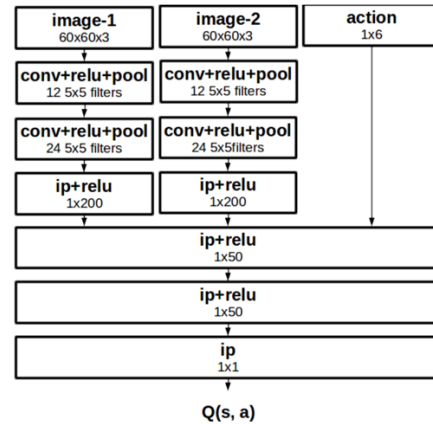 image-1
60x60x3
image-2
60x60x3
action
1x6
conv+relu+pool
12 5x5 filters
conv+relu+pool
12 5x5 filters
conv+relu+pool
24 5x5 filters
conv+relu+pool
24 5x5filters
ip+relu
1x200
ip+relu
1x200
ip+relu
1x50
ip+relu
1x50
ip
1x1
Q(s, a)